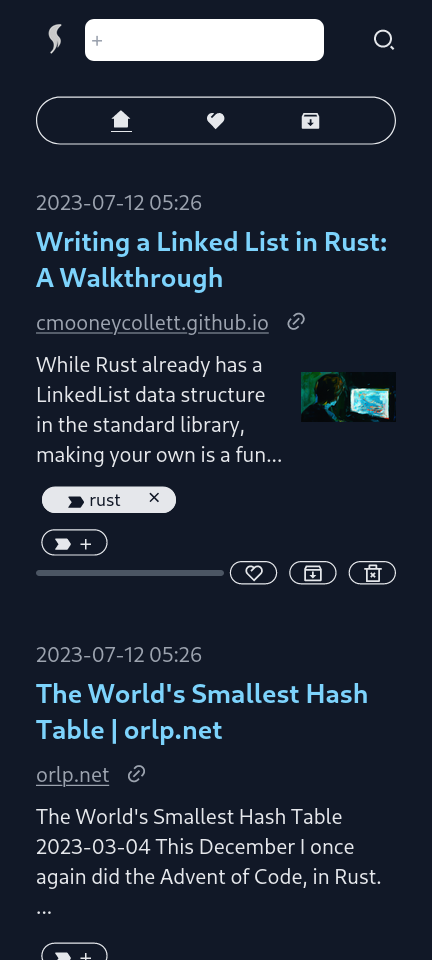 +
2023-07-12 05:26
Writing a Linked List in Rust:
A Walkthrough
cmooneycollett.github.io
While Rust already has a
LinkedList data structure
in the standard library,
making your own is a fun...
rust ×
+
2023-07-12 05:26
The World's Smallest Hash
Table | orlp.net
orlp.net
The World's Smallest Hash Table
2023-03-04 This December I once
again did the Advent of Code, in Rust.
...
+